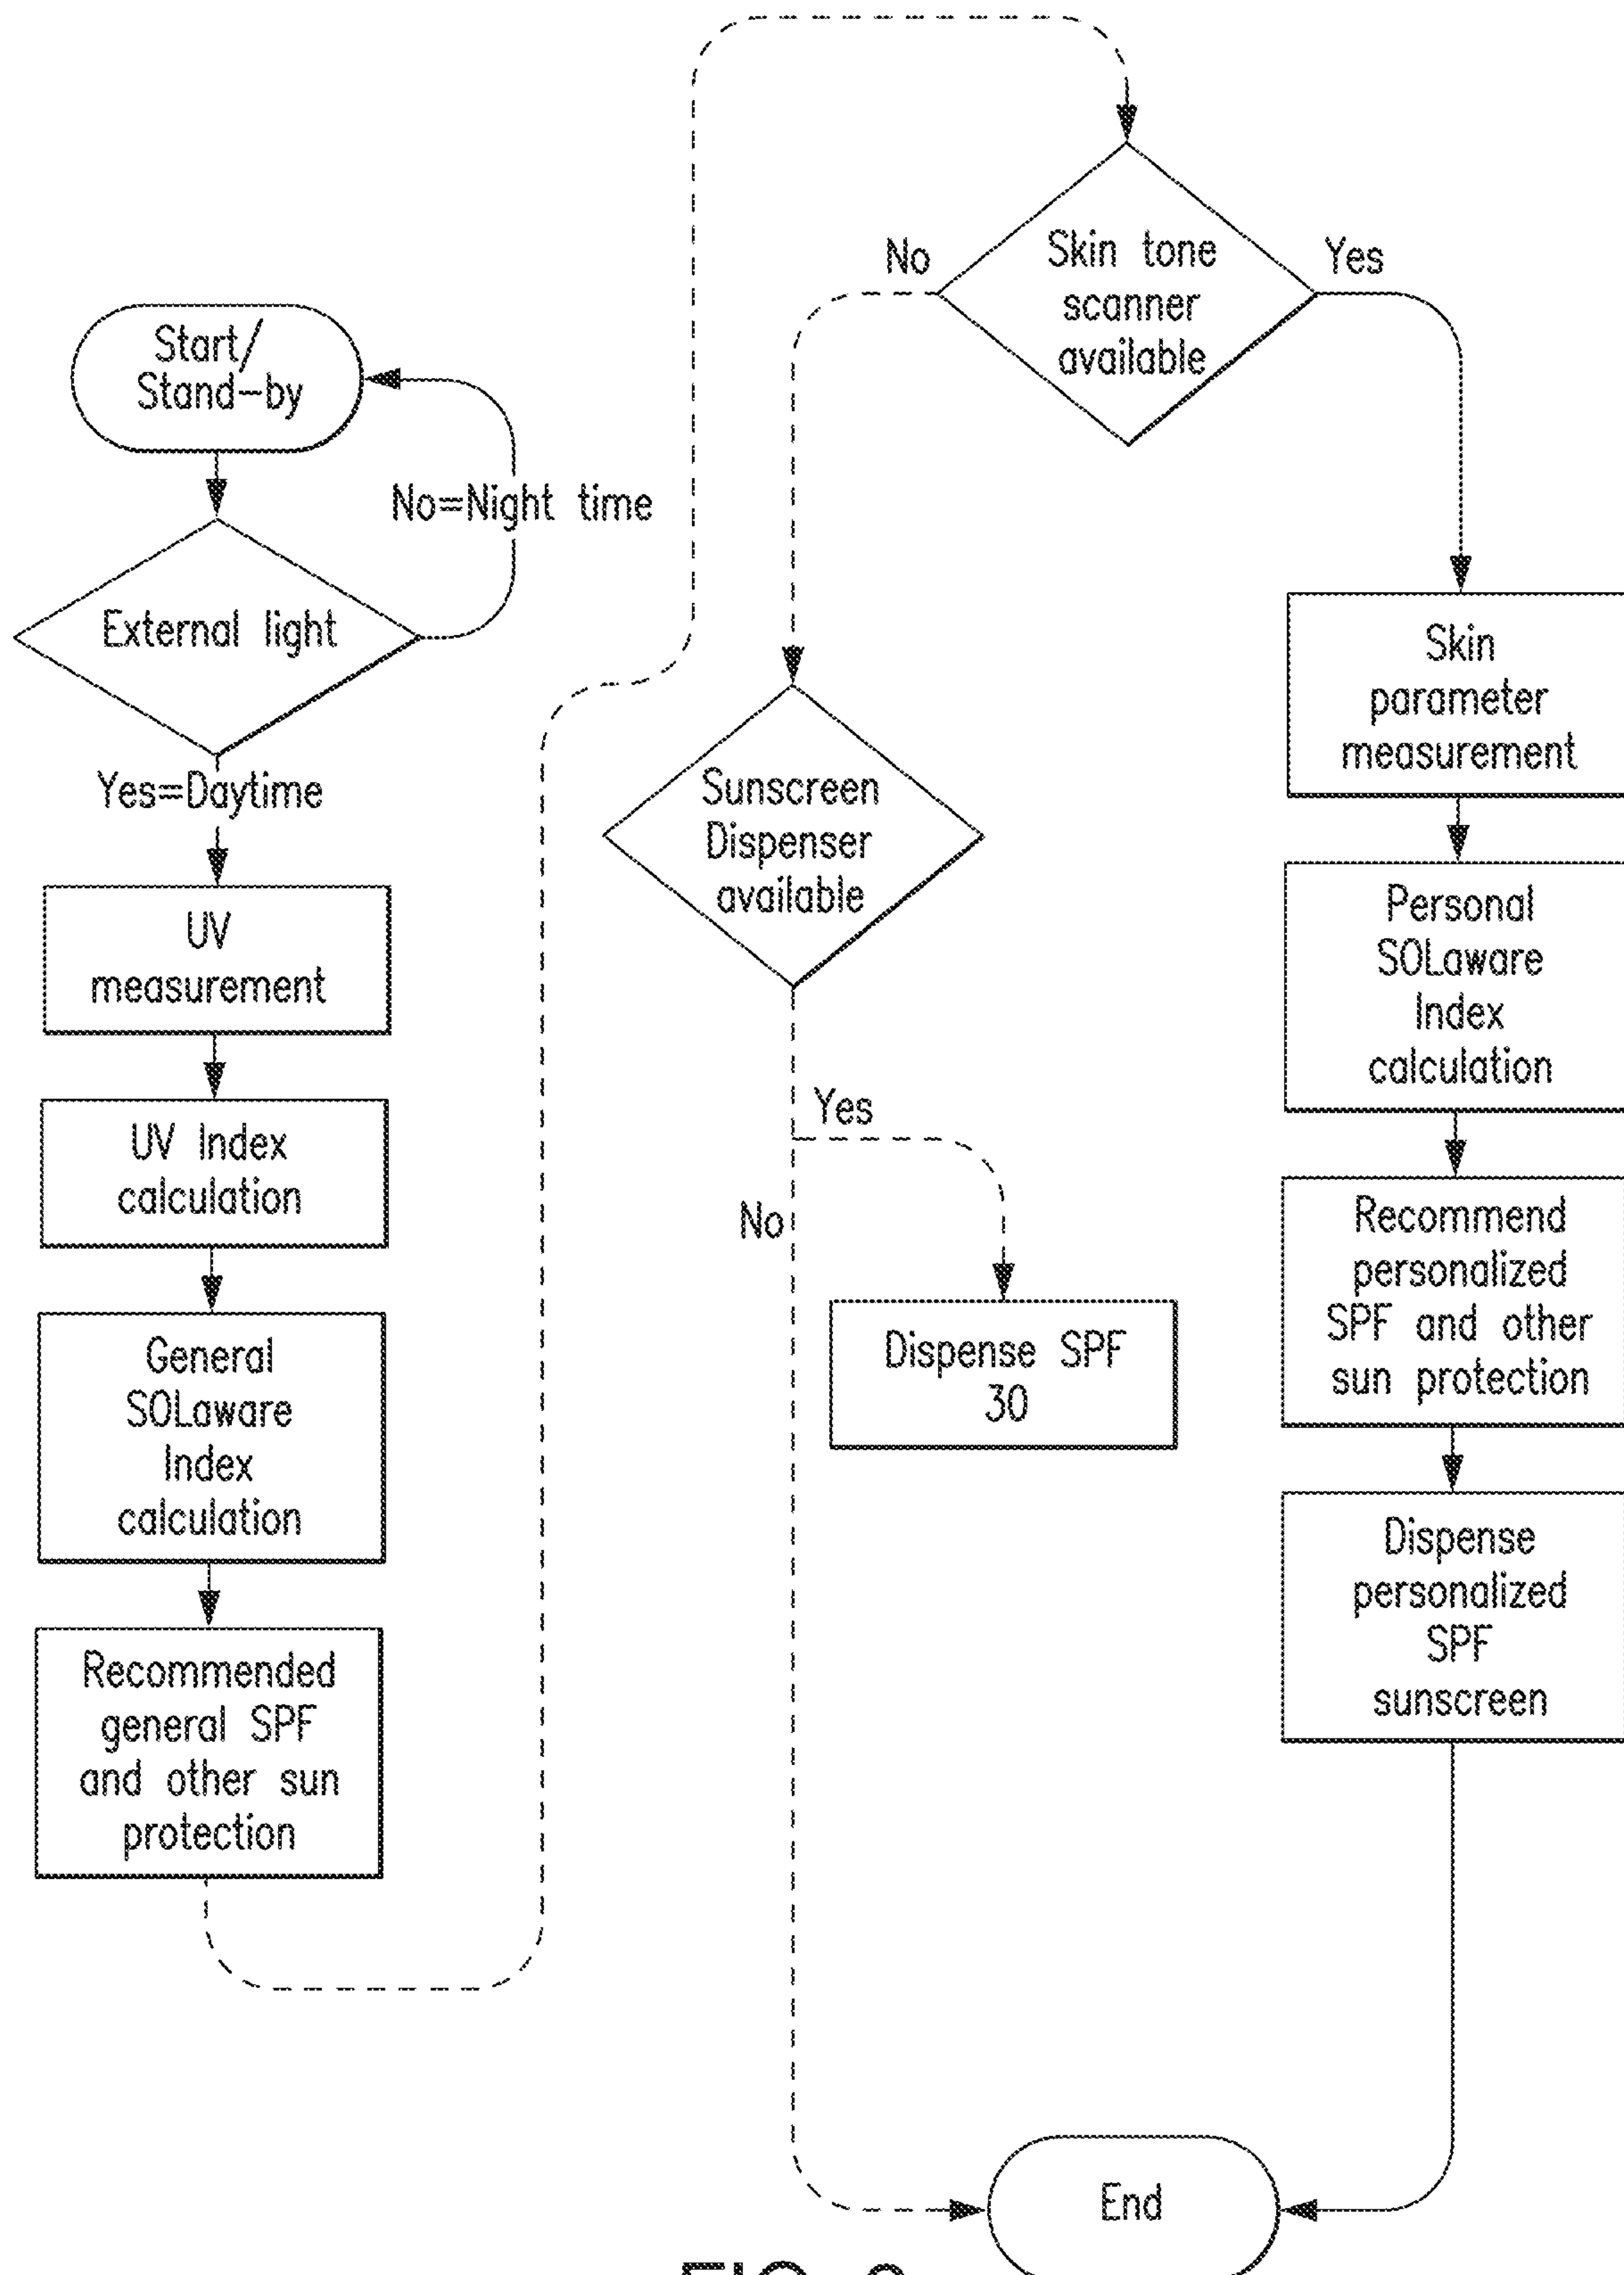 Start/
Stand-by
No=Night time
External light
Yes=Daytime
UV
measurement
UV Index
calculation
General
SOLaware
Index
calculation
Recommended
general SPF
and other sun
protection
Skin tone
scanner
available
No
Yes
Sunscreen
Dispenser
available
Yes
No
Dispense SPF
30
Skin
parameter
measurement
Personal
SOLaware
Index
calculation
Recommend
personalized
SPF and other
sun protection
Dispense
personalized
SPF
sunscreen
End